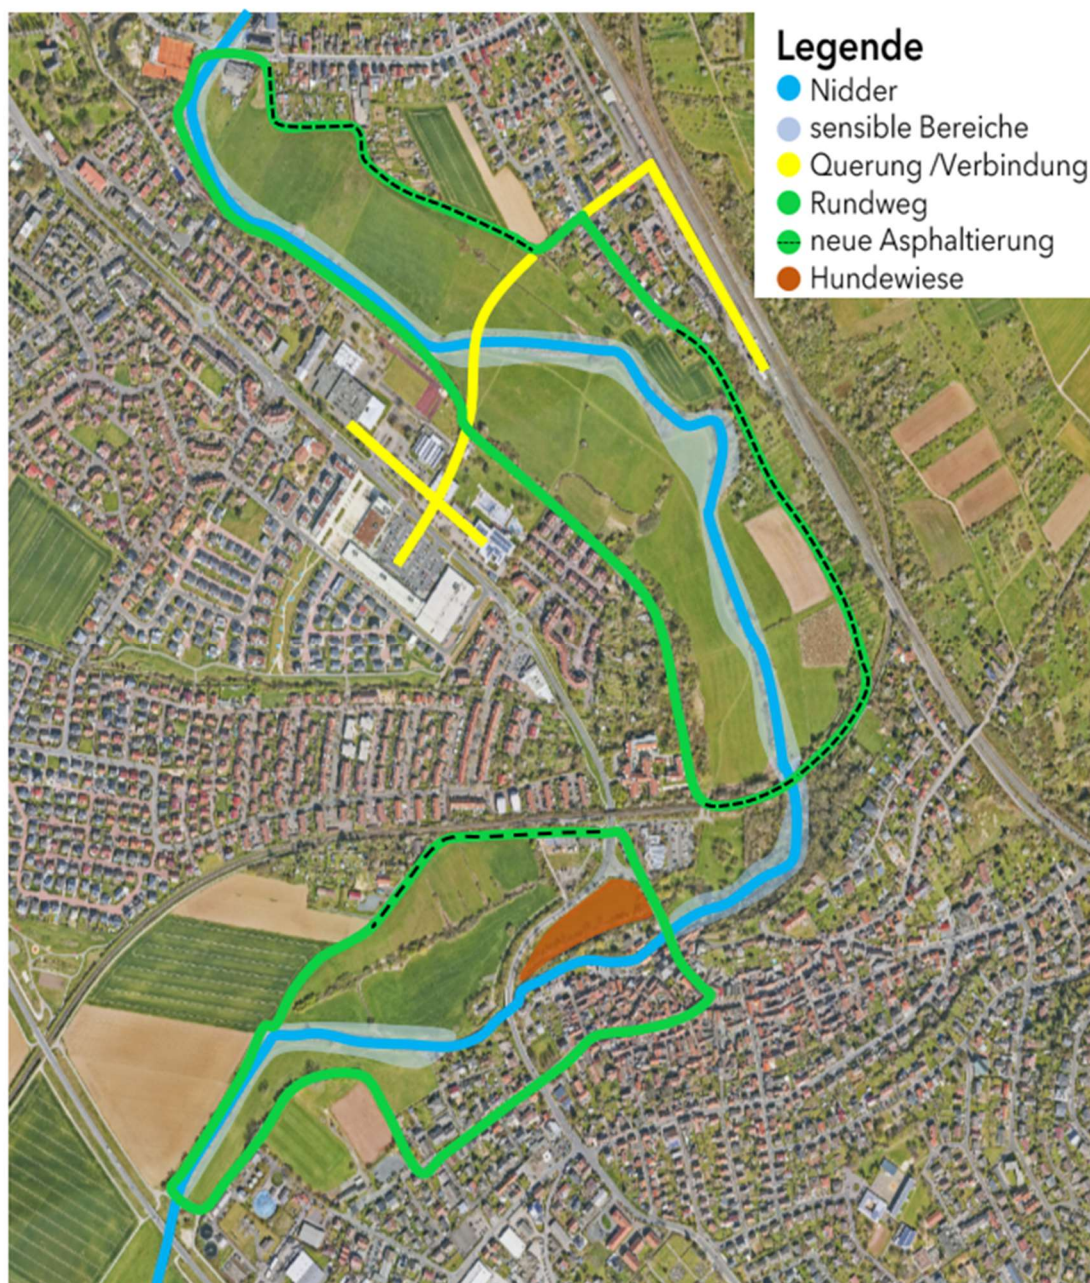 Legende
Nidder
sensible Bereiche
Querung /Verbindung
Rundweg
neue Asphaltierung
Hundewiese